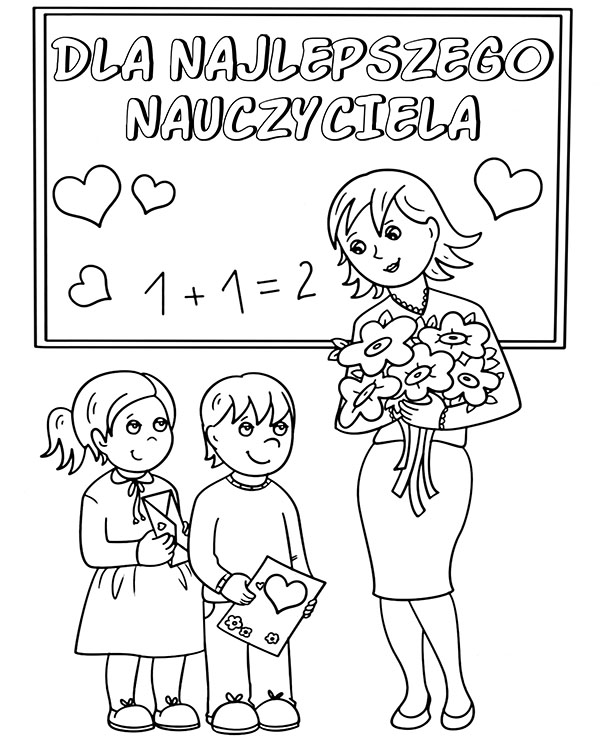 DLA NAJLEPSZEGO
NAUCZYCIELA
1 + 1 = 2